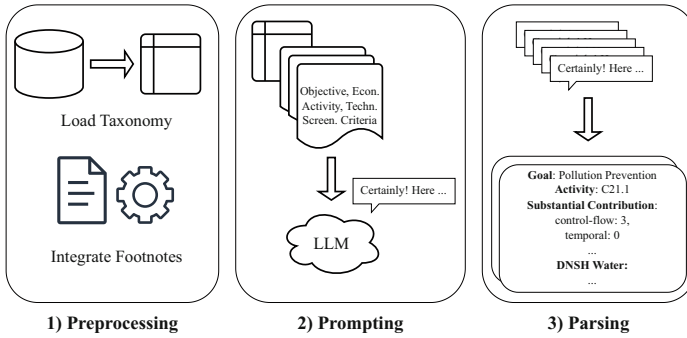 Load Taxonomy
Integrate Footnotes
1) Preprocessing
Objective, Econ.
Activity, Techn.
Screen. Criteria
Certainly! Here ...
LLM
2) Prompting
Certainly! Here ...
Goal: Pollution Prevention
Activity: C21.1
Substantial Contribution:
control-flow: 3,
temporal: 0
...
DNSH Water:
...
3) Parsing